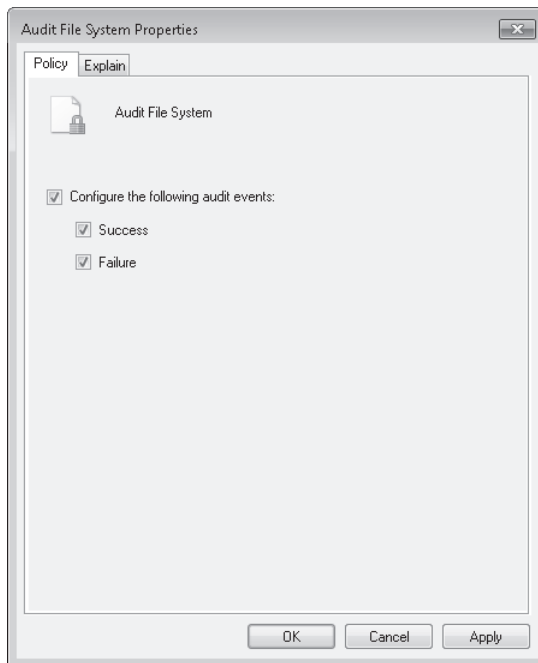 Audit File System Properties
Policy
Explain
Audit File System
Configure the following audit events:
Success
Failure
OK
Cancel
Apply